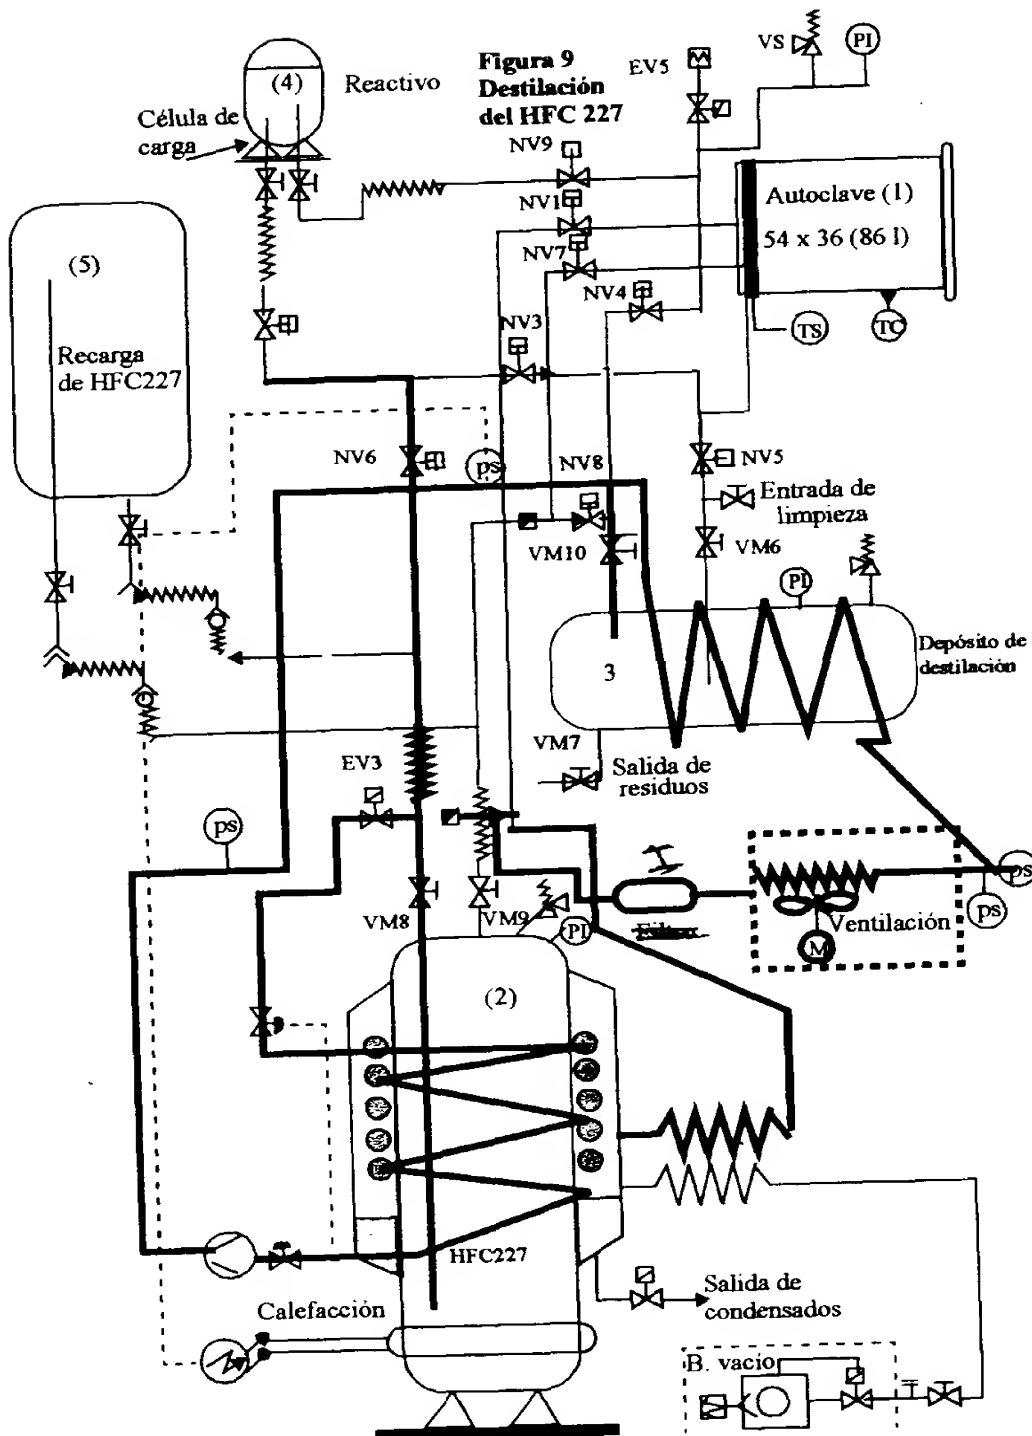 VS
PI
Figura 9
Destilación
del HFC 227
EV5
(4)
Reactivo
Célula de
carga
NV9
NV1
NV7
NV4
NV3
Autoclave (1)
54 x 36 (86 l)
TS
TC
(5)
Recarga
de HFC227
NV6
ps
NV8
NV5
Entrada de
limpieza
VM10
VM6
PI
3
Depósito de
destilación
VM7
Salida de
residuos
EV3
ps
VM8
VM9
PI
Filtro
Ventilación
M
ps
ps
(2)
HFC227
Calefacción
Salida de
condensados
B. vacío